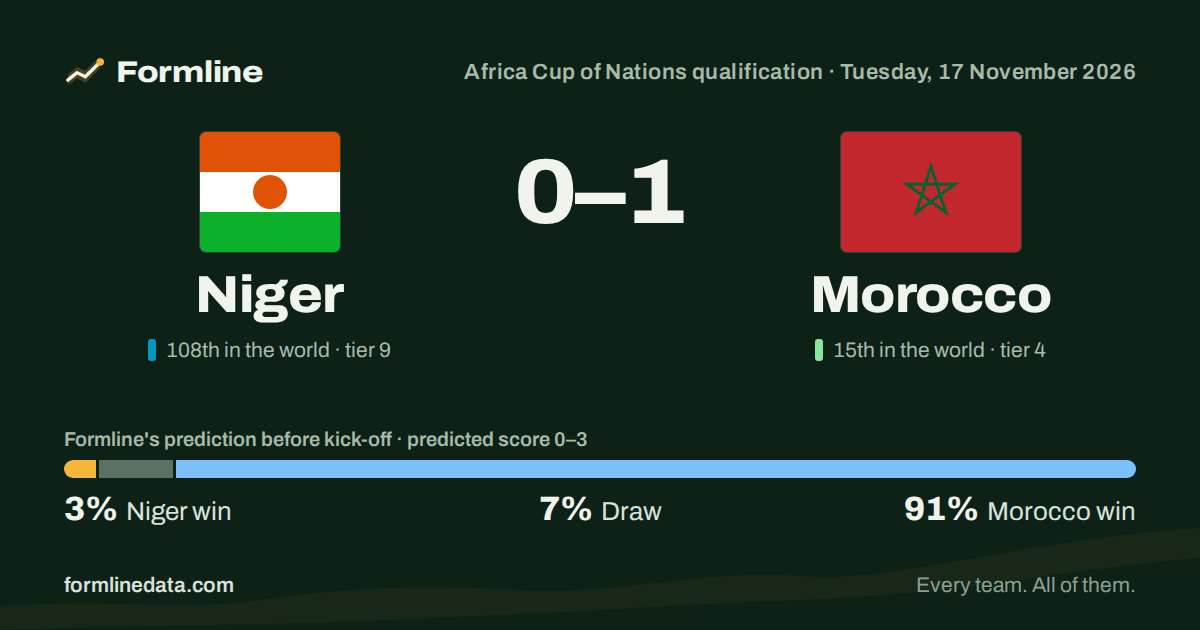 Formline
Africa Cup of Nations qualification · Tuesday, 17 November 2026
0–1
Niger
Morocco
108th in the world · tier 9
15th in the world · tier 4
Formline's prediction before kick-off · predicted score 0–3
3% Niger win
7% Draw
91% Morocco win
formlinedata.com
Every team. All of them.